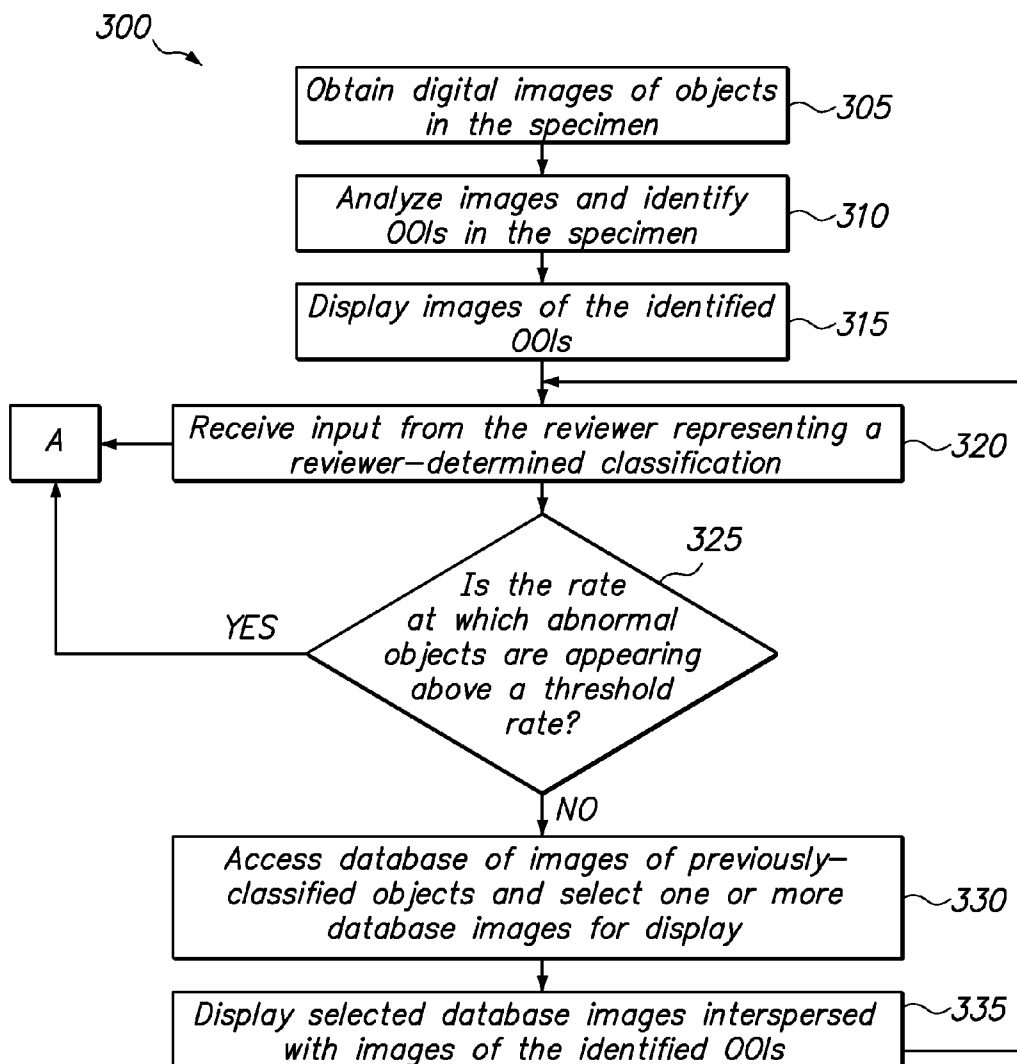 300
Obtain digital images of objects
in the specimen
305
Analyze images and identify
OOIs in the specimen
310
Display images of the identified
OOIs
315
A
Receive input from the reviewer representing a
reviewer-determined classification
320
325
Is the rate
at which abnormal
objects are appearing
above a threshold
rate?
YES
NO
Access database of images of previously-
classified objects and select one or more
database images for display
330
Display selected database images interspersed
with images of the identified OOIs
335